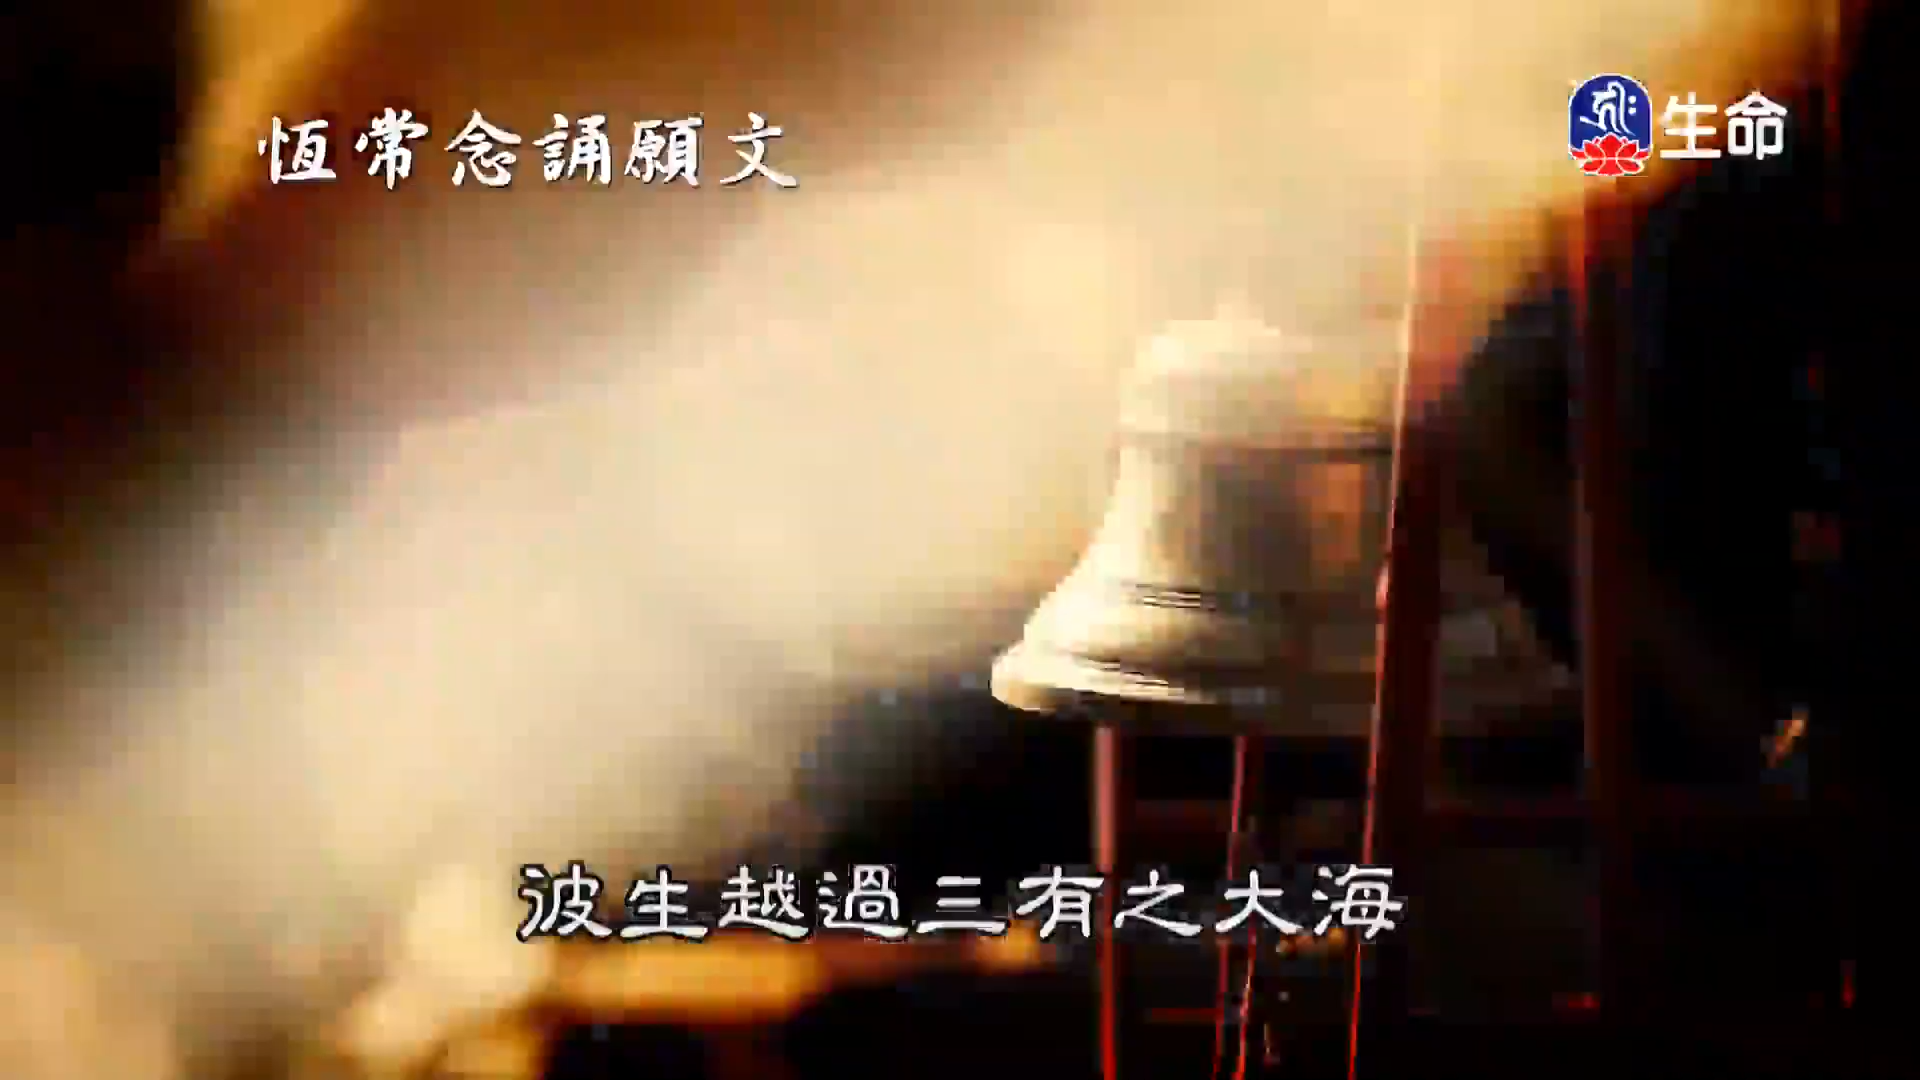 恆常念誦願文
生命
波生越過三有之大海